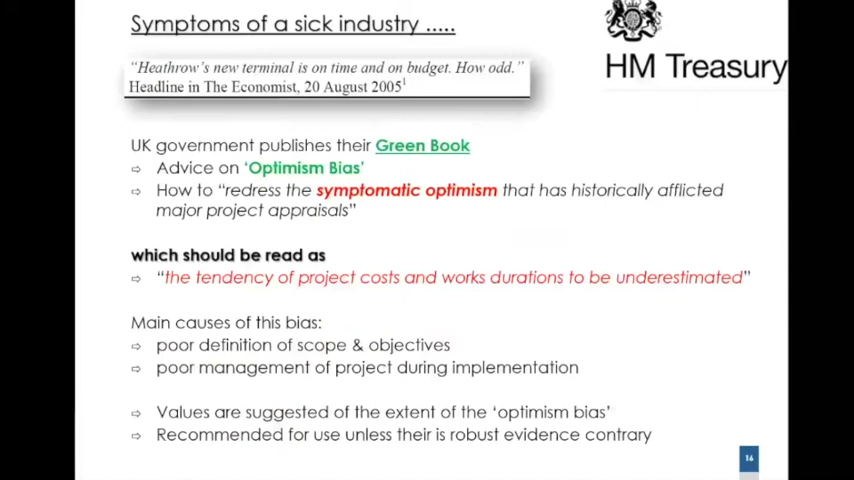 Symptoms of a sick industry .....
HM Treasury
"Heathrow's new terminal is on time and on budget. How odd."
Headline in The Economist, 20 August 2005¹
UK government publishes their Green Book
⇨ Advice on 'Optimism Bias'
⇨ How to "redress the symptomatic optimism that has historically afflicted
major project appraisals"
which should be read as
⇨ "the tendency of project costs and works durations to be underestimated"
Main causes of this bias:
⇨ poor definition of scope & objectives
⇨ poor management of project during implementation
⇨ Values are suggested of the extent of the 'optimism bias'
⇨ Recommended for use unless their is robust evidence contrary
16